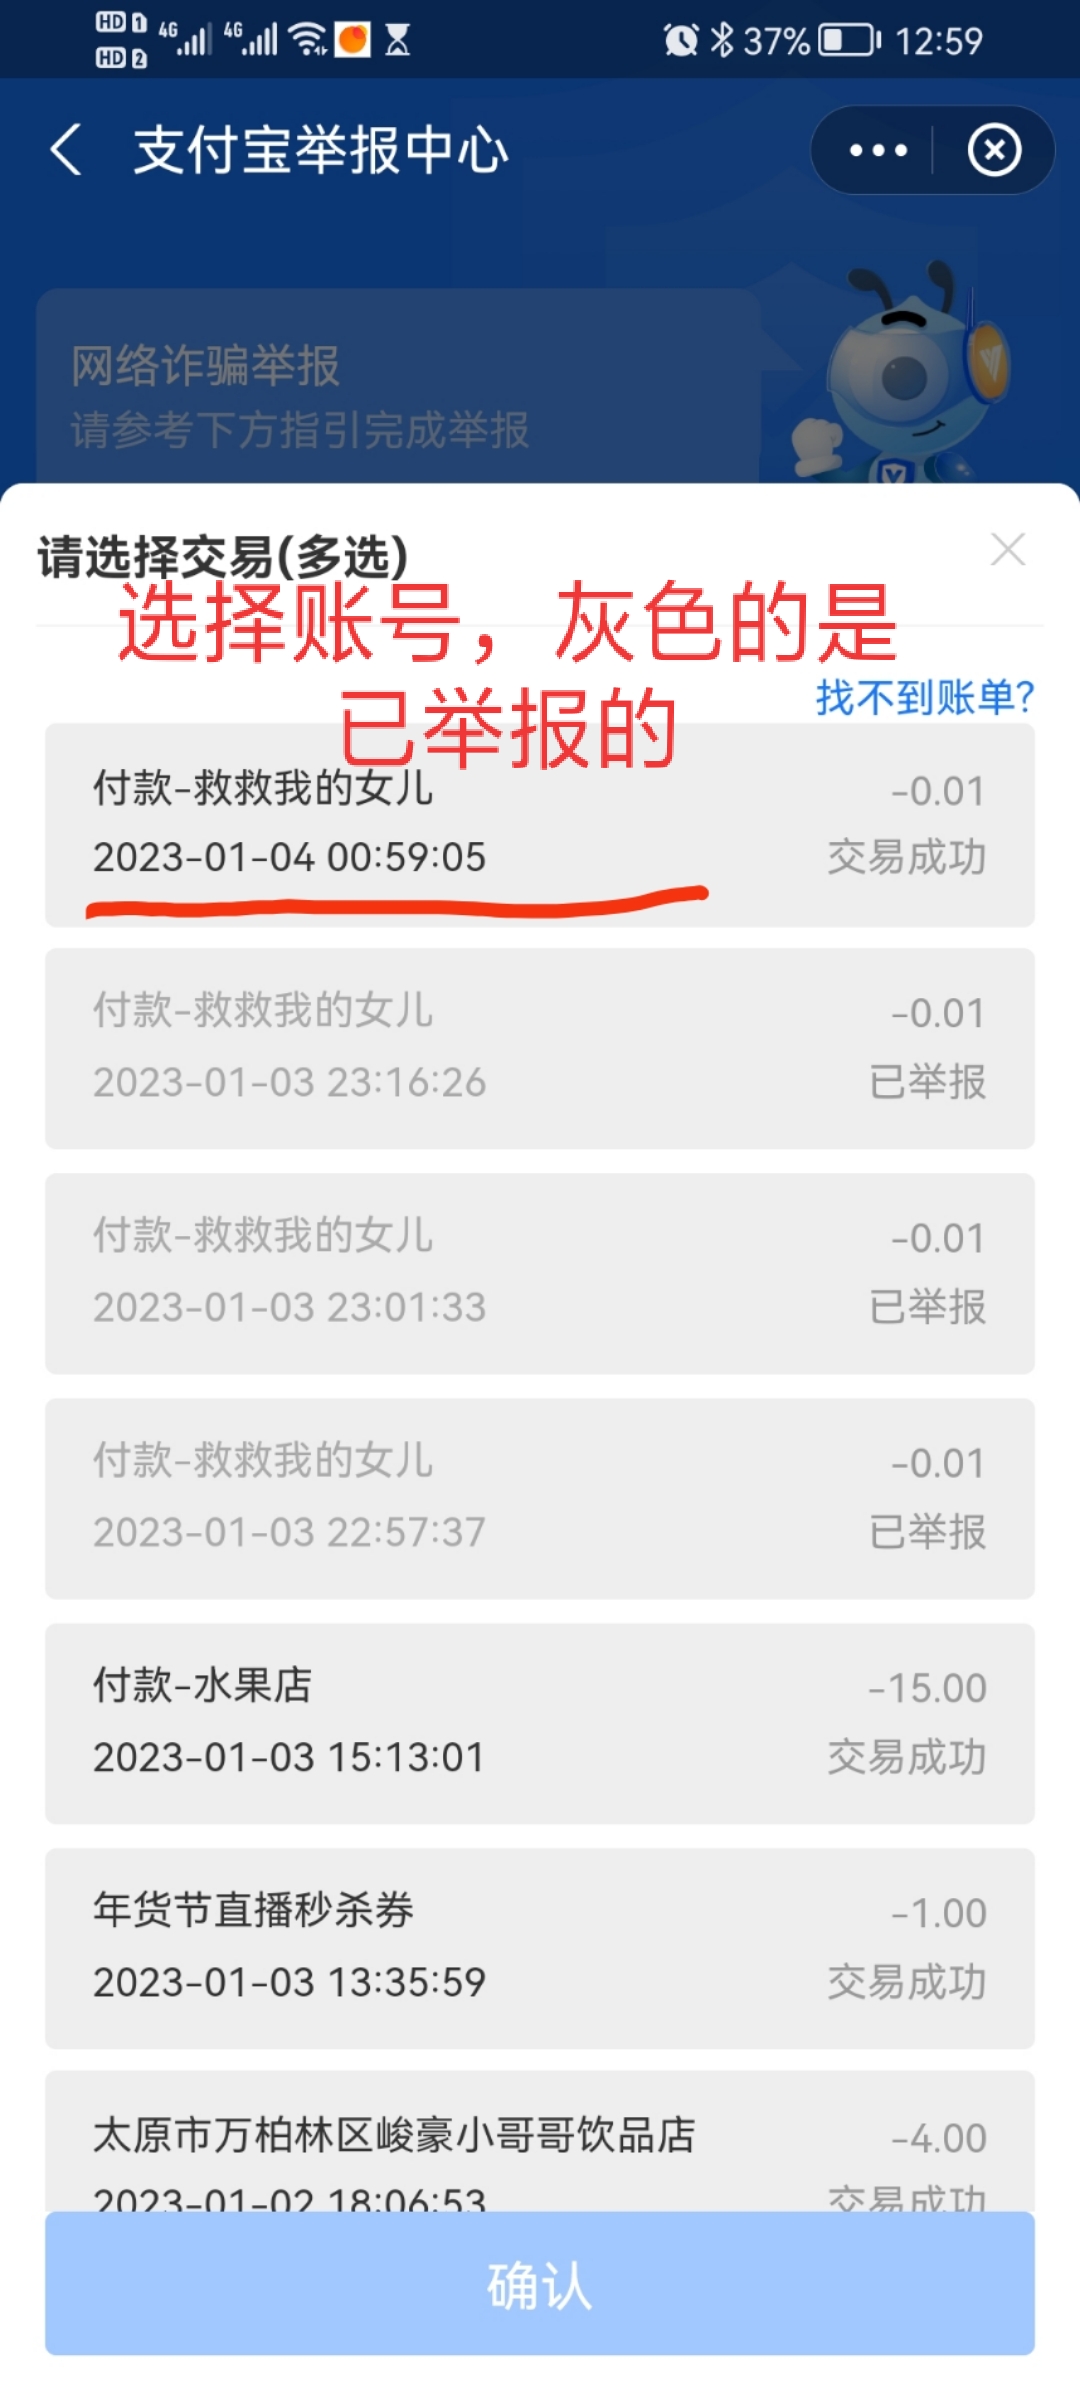 HD 1 4G 4G 37% 12:59
HD 2
支付宝举报中心
网络诈骗举报
请参考下方指引完成举报
请选择交易(多选)
选择账号，灰色的是
已举报的
找不到账单?
付款-救救我的女儿 -0.01
2023-01-04 00:59:05 交易成功
付款-救救我的女儿 -0.01
2023-01-03 23:16:26 已举报
付款-救救我的女儿 -0.01
2023-01-03 23:01:33 已举报
付款-救救我的女儿 -0.01
2023-01-03 22:57:37 已举报
付款-水果店 -15.00
2023-01-03 15:13:01 交易成功
年货节直播秒杀券 -1.00
2023-01-03 13:35:59 交易成功
太原市万柏林区峻豪小哥哥饮品店 -4.00
2023-01-02 18:06:53 交易成功
确认